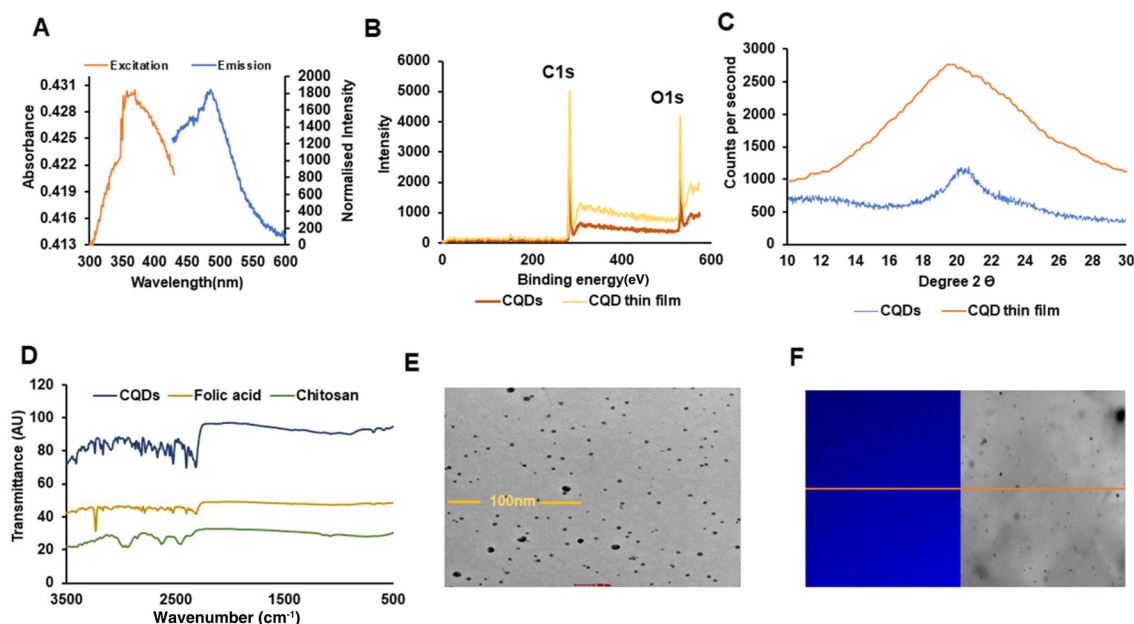 A
Excitation
Emission
Absorbance
0.431
0.428
0.425
0.422
0.419
0.416
0.413
2000
1800
1600
1400
1200
1000
800
600
400
200
0
Normalised Intensity
300 350 400 450 500 550 600
Wavelength(nm)
B
C1s
O1s
Intensity
6000
5000
4000
3000
2000
1000
0
0 200 400 600
Binding energy(eV)
CQDs
CQD thin film
C
Counts per second
3000
2500
2000
1500
1000
500
0
10 12 14 16 18 20 22 24 26 28 30
Degree 2 Θ
CQDs
CQD thin film
D
CQDs
Folic acid
Chitosan
Transmittance (AU)
120
100
80
60
40
20
0
3500 2500 1500 500
Wavenumber (cm-1)
E
100nm
F